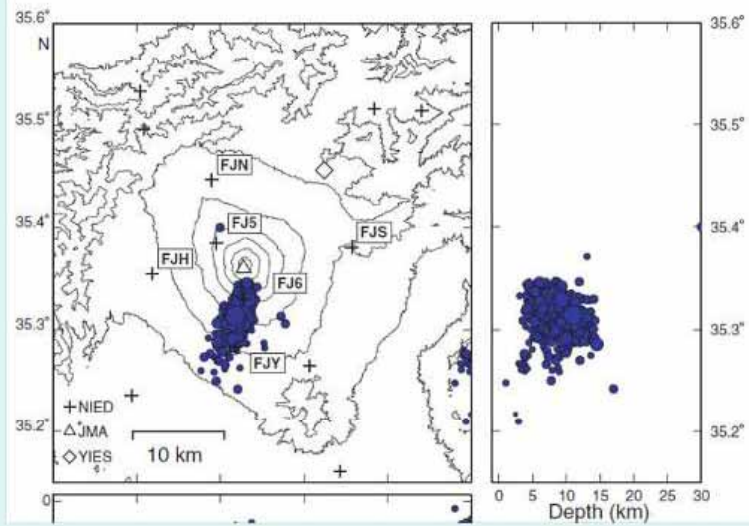 35.6°
N
35.5°
35.4°
35.3°
35.2°
FJN
FJ5
FJS
FJH
FJ6
FJY
NIED
JMA
YIES
10 km
0
35.6°
35.5°
35.4°
35.3°
35.2°
0 5 10 15 20 25 30
Depth (km)